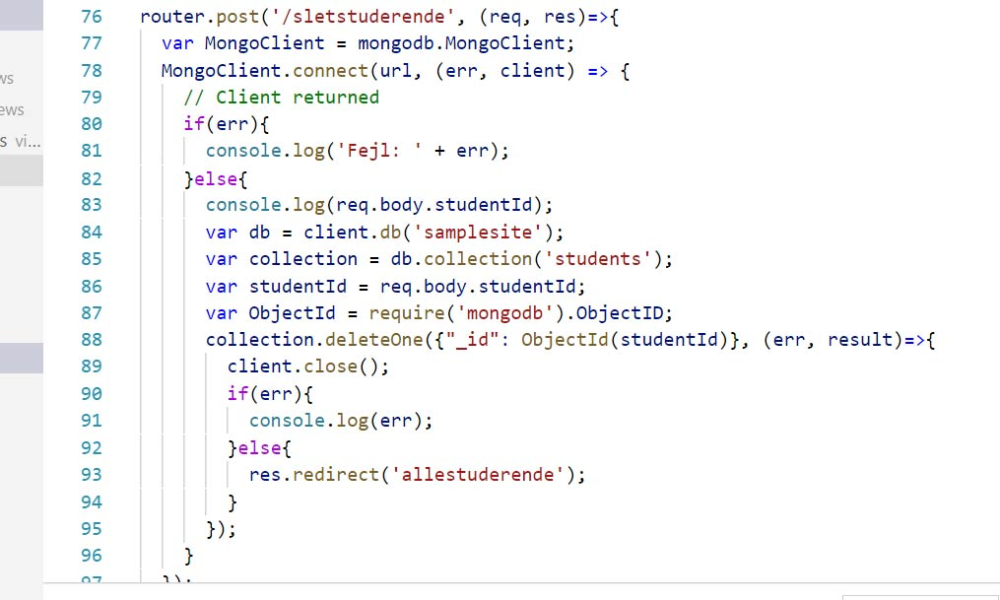 76 router.post('/sletstuderende', (req, res)=>{
77 var MongoClient = mongodb.MongoClient;
78 MongoClient.connect(url, (err, client) => {
ws
79 // Client returned
ews
80 if(err){
s vi...
81 console.log('Fejl: ' + err);
82 }else{
83 console.log(req.body.studentId);
84 var db = client.db('samplesite');
85 var collection = db.collection('students');
86 var studentId = req.body.studentId;
87 var ObjectId = require('mongodb').ObjectID;
88 collection.deleteOne({"_id": ObjectId(studentId)}, (err, result)=>{
89 client.close();
90 if(err){
91 console.log(err);
92 }else{
93 res.redirect('allestuderende');
94 }
95 });
96 }
97 });